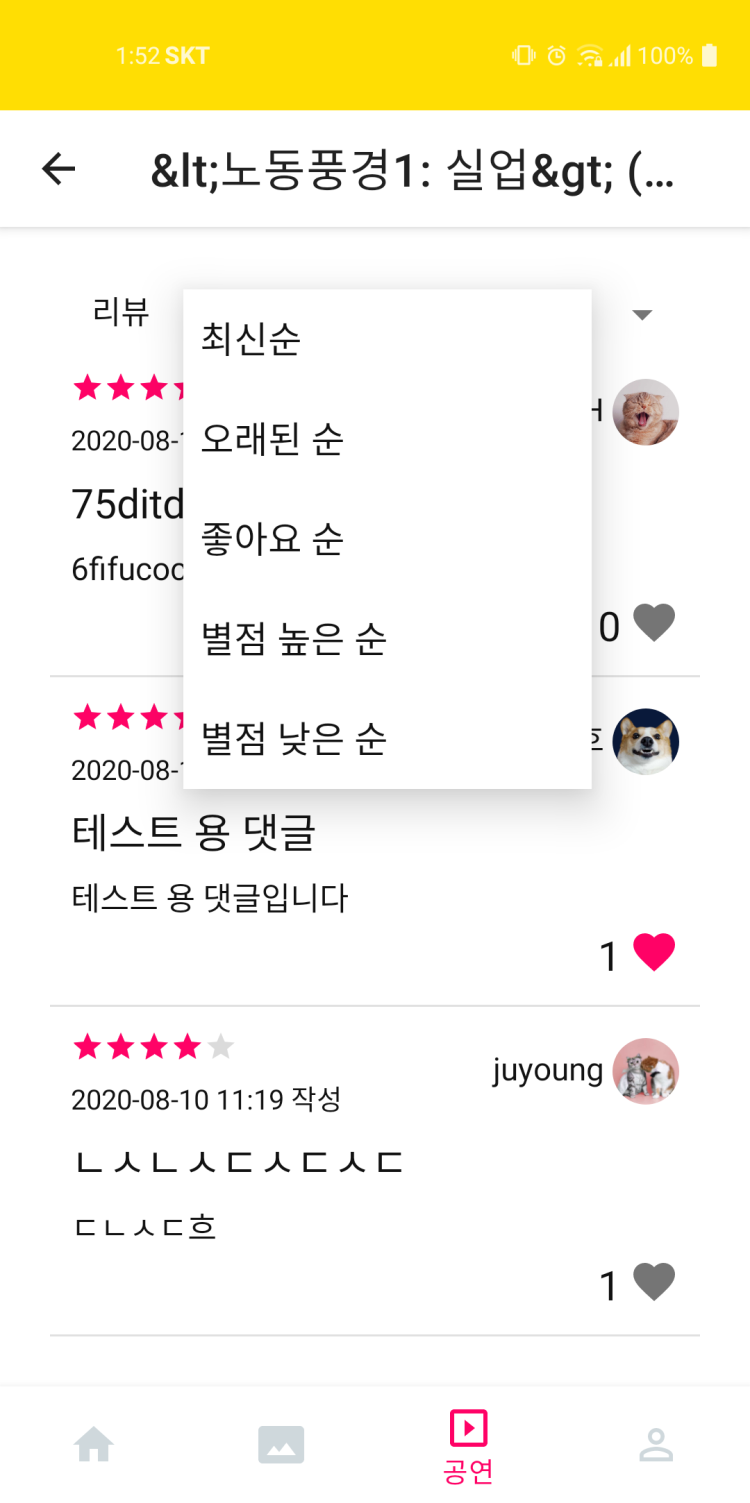 1:52 SKT 100%
&lt;노동풍경1: 실업&gt; (...
리뷰
최신순
오래된 순
좋아요 순
별점 높은 순
별점 낮은 순
2020-08-
75ditd
6fifucoc
0
2020-08-
테스트 용 댓글
테스트 용 댓글입니다
1
juyoung
2020-08-10 11:19 작성
ㄴㅅㄴㅅㄷㅅㄷㅅㄷ
ㄷㄴㅅㄷ흐
1
공연